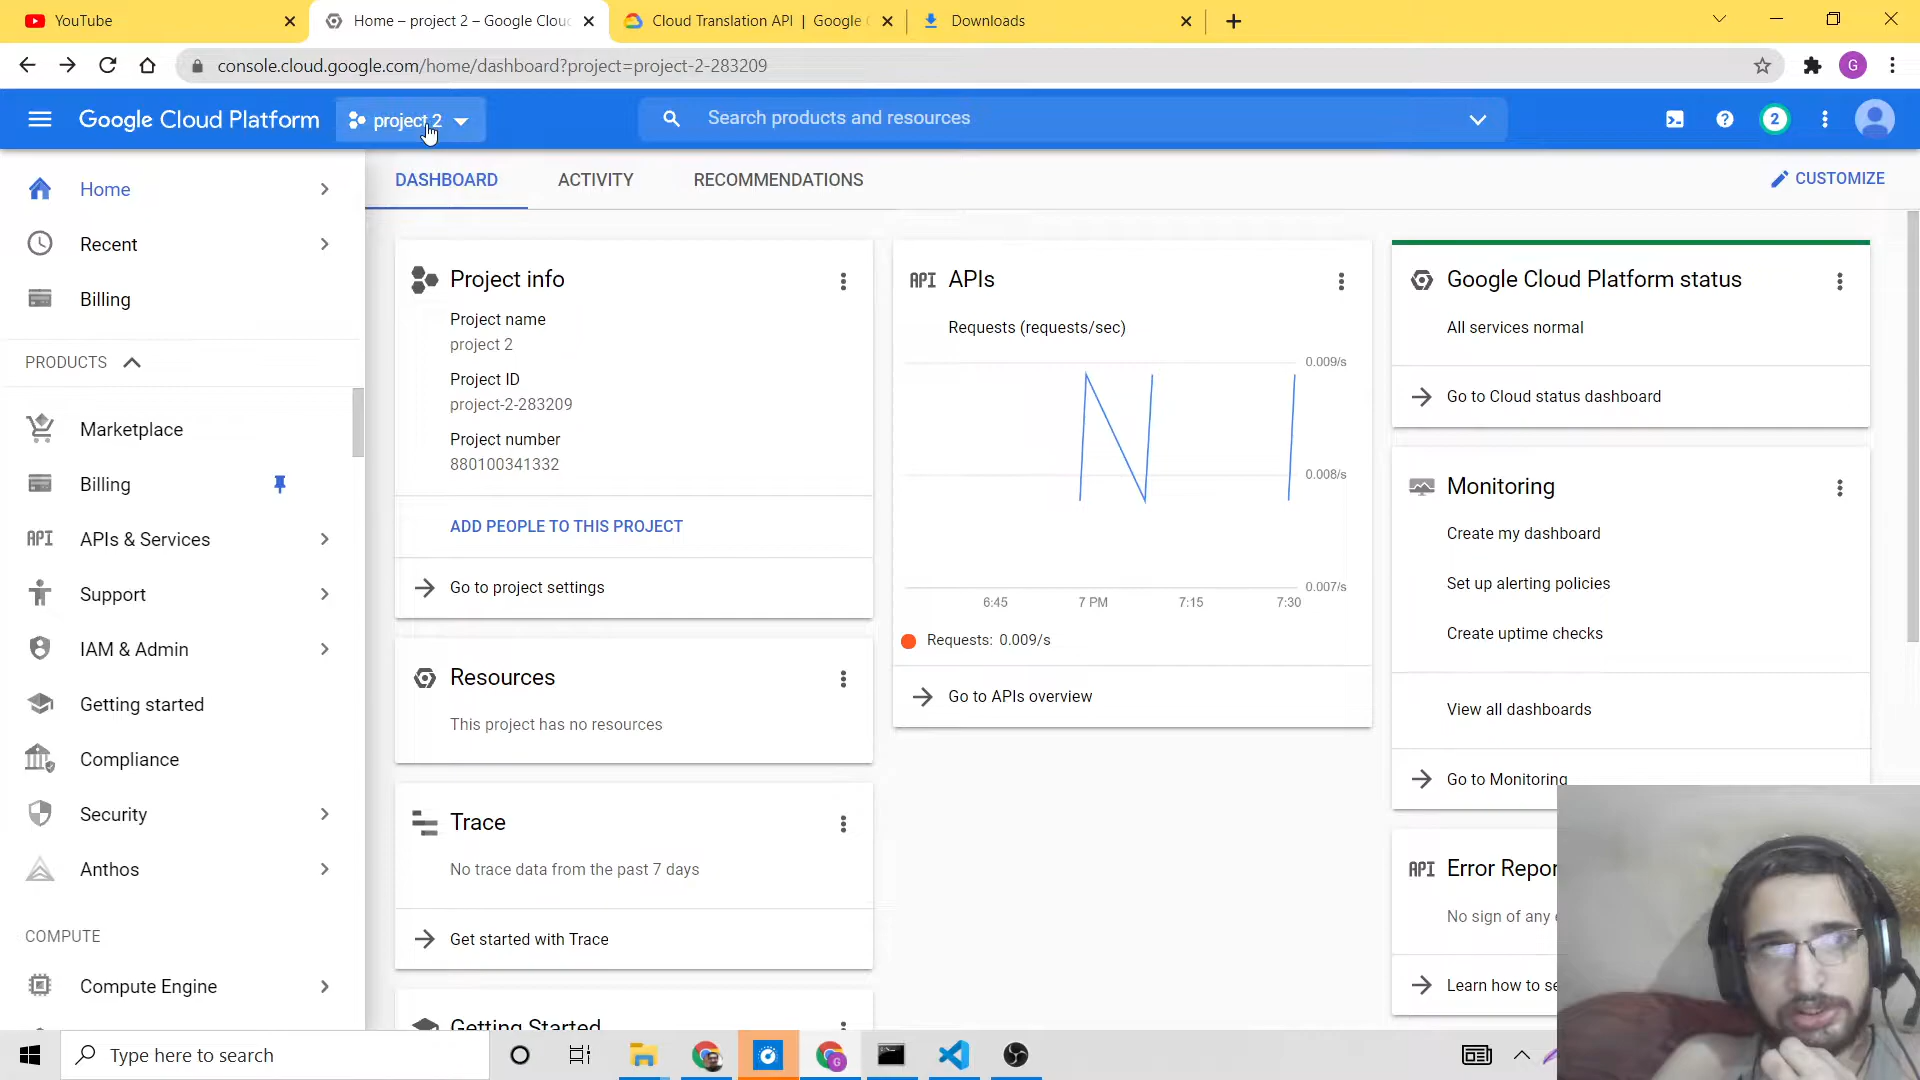 YouTube
Home – project 2 – Google Clou
Cloud Translation API | Google
Downloads
console.cloud.google.com/home/dashboard?project=project-2-283209
G
Google Cloud Platform
project 2
Search products and resources
2
Home
Recent
Billing
PRODUCTS
Marketplace
Billing
API APIs & Services
Support
IAM & Admin
Getting started
Compliance
Security
Anthos
COMPUTE
Compute Engine
DASHBOARD
ACTIVITY
RECOMMENDATIONS
CUSTOMIZE
Project info
Project name
project 2
Project ID
project-2-283209
Project number
880100341332
ADD PEOPLE TO THIS PROJECT
Go to project settings
Resources
This project has no resources
Trace
No trace data from the past 7 days
Get started with Trace
Getting Started
API APIs
Requests (requests/sec)
0.009/s
0.008/s
0.007/s
6:45
7 PM
7:15
7:30
Requests: 0.009/s
Go to APIs overview
Google Cloud Platform status
All services normal
Go to Cloud status dashboard
Monitoring
Create my dashboard
Set up alerting policies
Create uptime checks
View all dashboards
Go to Monitoring
API Error Repor
No sign of any
Learn how to se
Type here to search
G